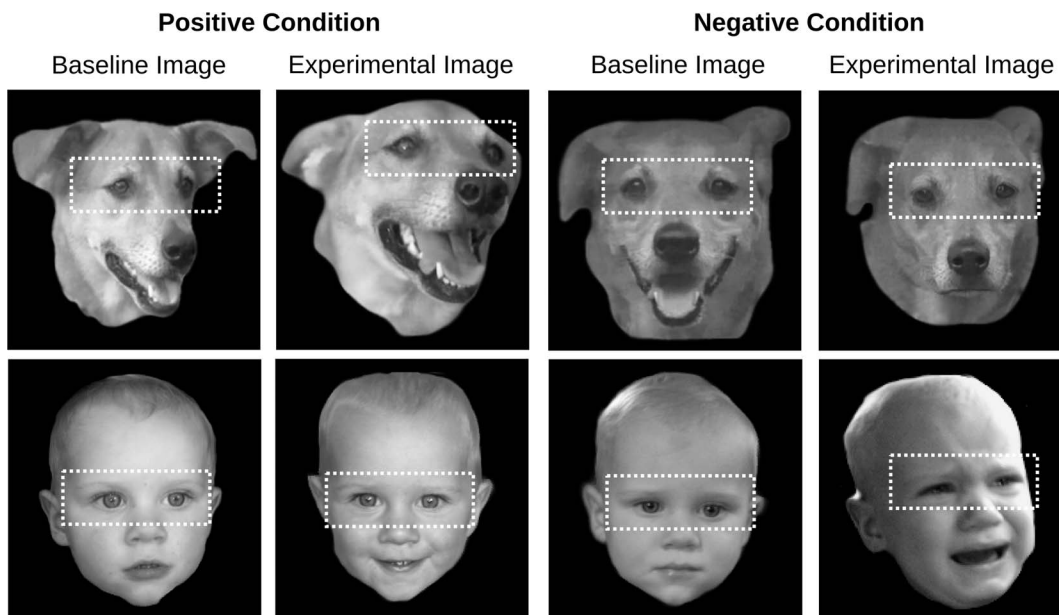 Positive Condition
Negative Condition
Baseline Image
Experimental Image
Baseline Image
Experimental Image